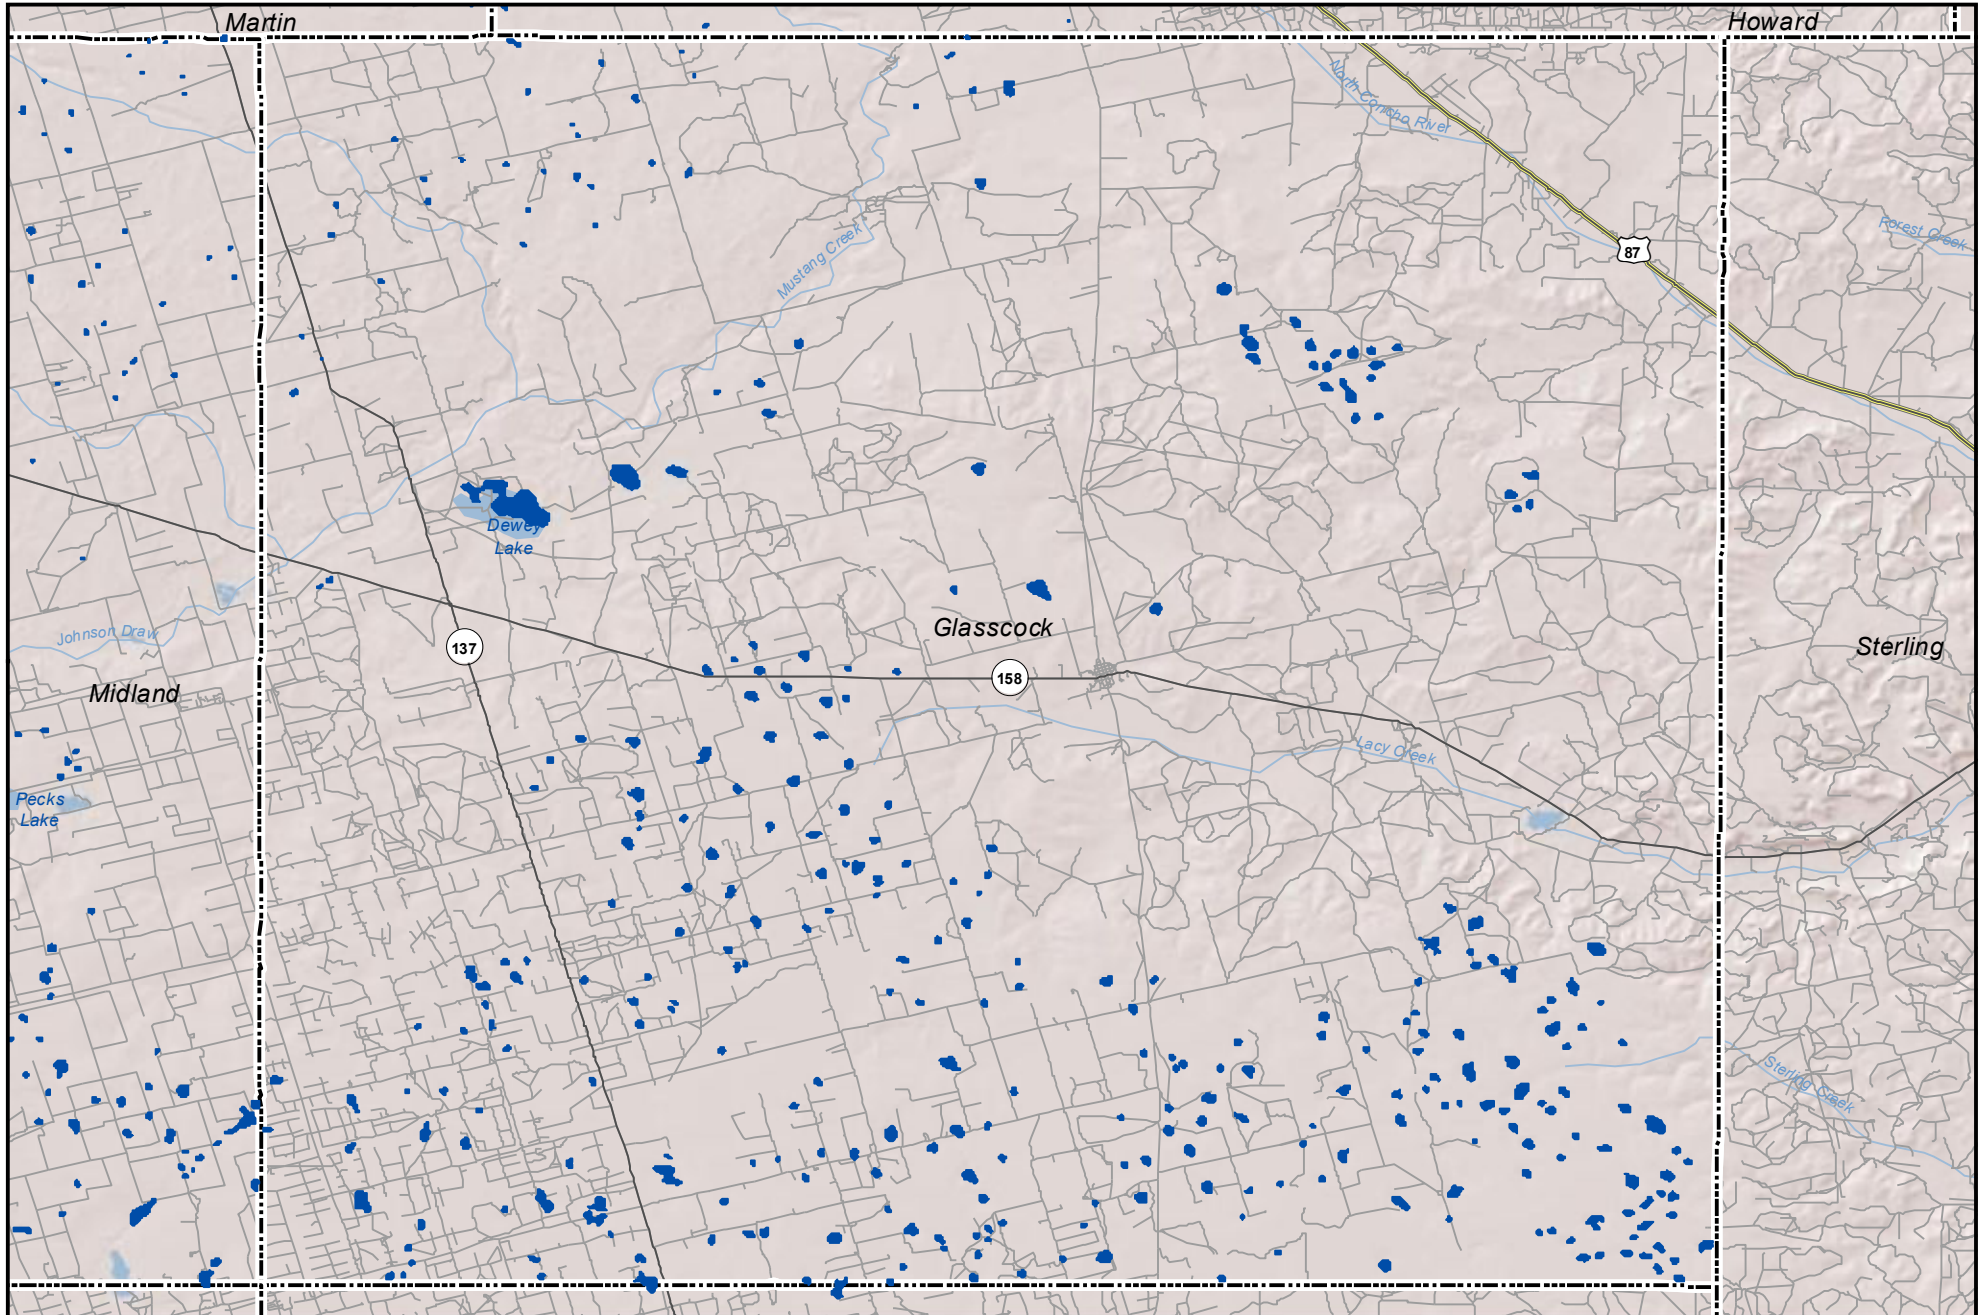 Martin
Howard
North Concho River
Forest Creek
87
Mustang Creek
Dewey
Lake
Glasscock
Johnson Draw
137
Sterling
158
Midland
Lacy Creek
Pecks
Lake
Sterling Creek